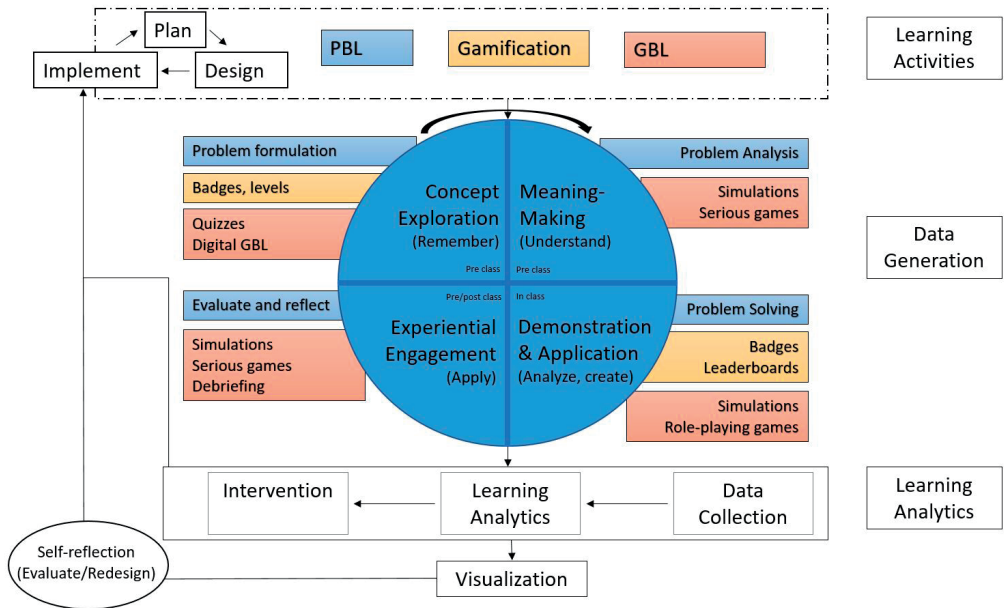 Plan
Implement
Design
PBL
Gamification
GBL
Learning
Activities
Problem formulation
Badges, levels
Quizzes
Digital GBL
Concept
Exploration
(Remember)
Pre class
Meaning-
Making
(Understand)
Pre class
Problem Analysis
Simulations
Serious games
Data
Generation
Evaluate and reflect
Simulations
Serious games
Debriefing
Pre/post class
Experiential
Engagement
(Apply)
In class
Demonstration
& Application
(Analyze, create)
Problem Solving
Badges
Leaderboards
Simulations
Role-playing games
Intervention
Learning
Analytics
Data
Collection
Learning
Analytics
Self-reflection
(Evaluate/Redesign)
Visualization